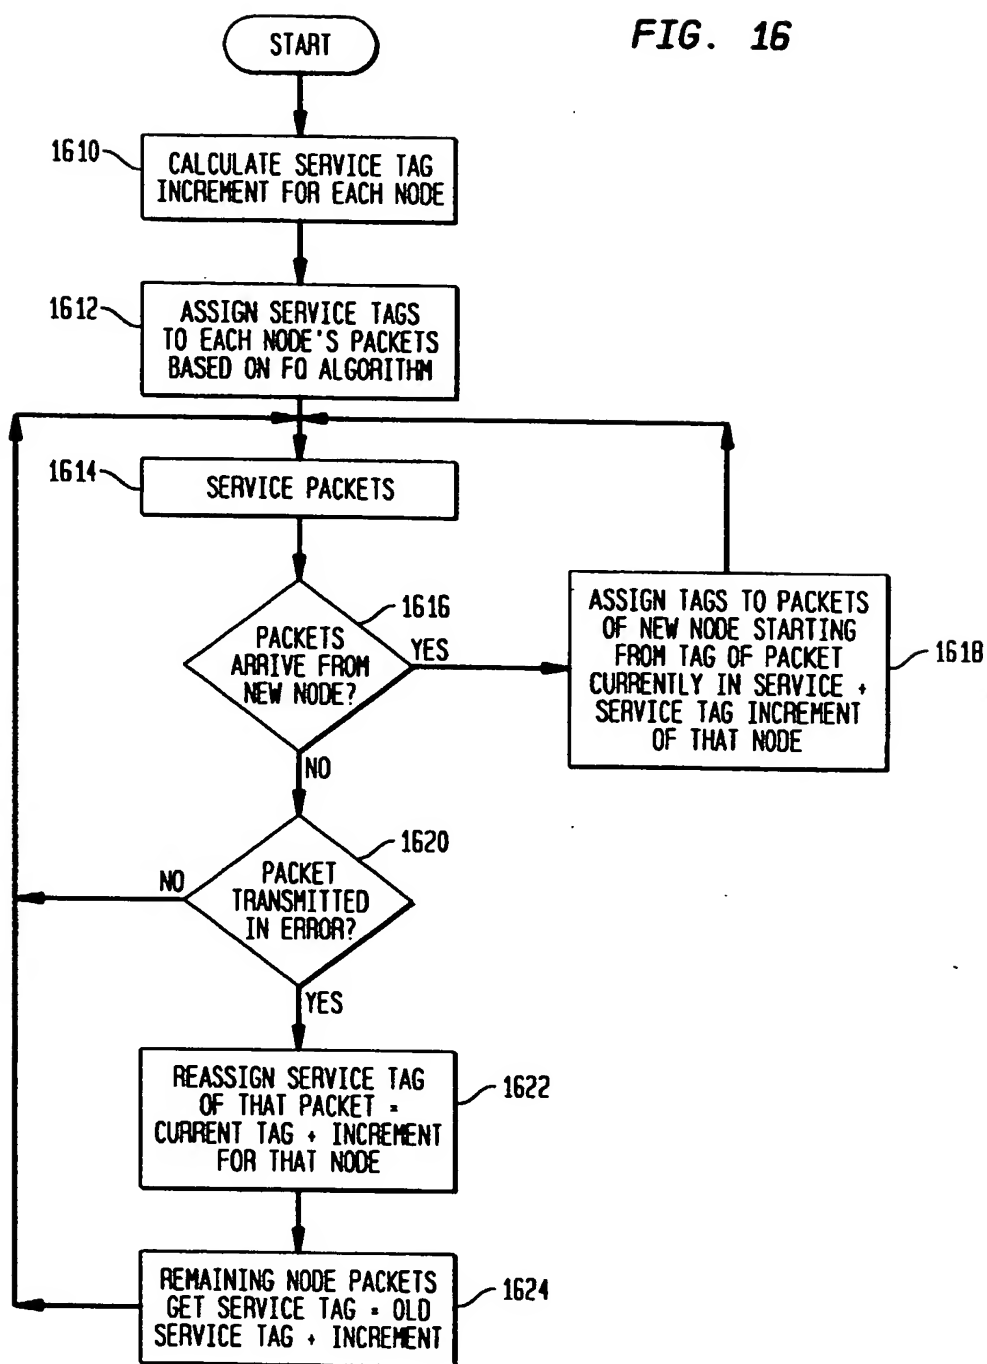 FIG. 16
START
1610
CALCULATE SERVICE TAG
INCREMENT FOR EACH NODE
1612
ASSIGN SERVICE TAGS
TO EACH NODE'S PACKETS
BASED ON FQ ALGORITHM
1614
SERVICE PACKETS
1616
PACKETS
ARRIVE FROM
NEW NODE?
YES
NO
ASSIGN TAGS TO PACKETS
OF NEW NODE STARTING
FROM TAG OF PACKET
CURRENTLY IN SERVICE +
SERVICE TAG INCREMENT
OF THAT NODE
1618
1620
PACKET
TRANSMITTED
IN ERROR?
NO
YES
REASSIGN SERVICE TAG
OF THAT PACKET =
CURRENT TAG + INCREMENT
FOR THAT NODE
1622
REMAINING NODE PACKETS
GET SERVICE TAG = OLD
SERVICE TAG + INCREMENT
1624